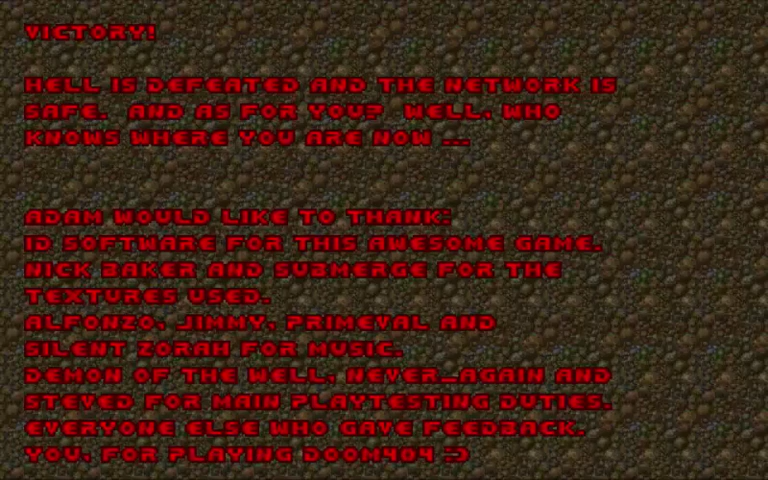 VICTORY!
HELL IS DEFEATED AND THE NETWORK IS
SAFE. AND AS FOR YOU? WELL, WHO
KNOWS WHERE YOU ARE NOW ...
ADAM WOULD LIKE TO THANK:
ID SOFTWARE FOR THIS AWESOME GAME.
NICK BAKER AND SUBMERGE FOR THE
TEXTURES USED.
ALFONZO, JIMMY, PRIMEVAL AND
SILENT ZORAH FOR MUSIC.
DEMON OF THE WELL, NEVER_AGAIN AND
STEVED FOR MAIN PLAYTESTING DUTIES.
EVERYONE ELSE WHO GAVE FEEDBACK.
YOU, FOR PLAYING DOOM404 :)